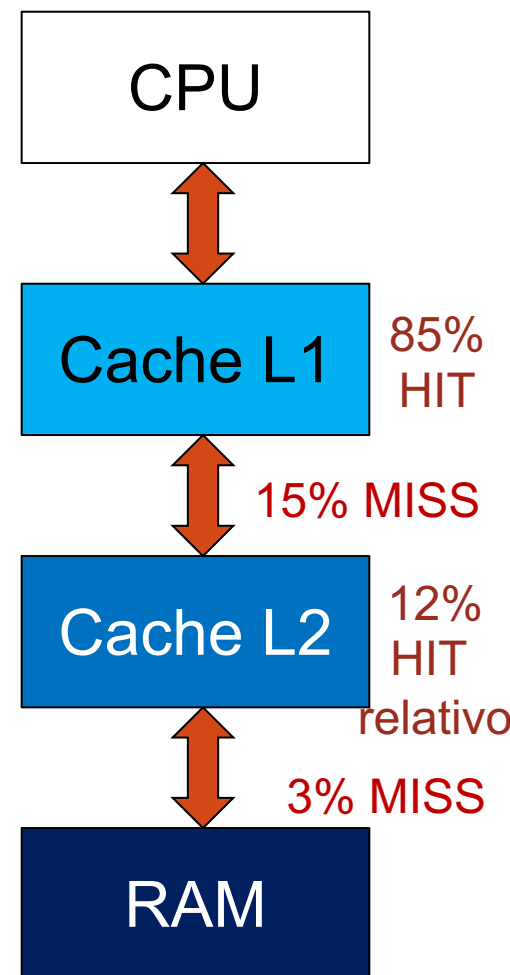 CPU
Cache L1
85%
HIT
15% MISS
Cache L2
12%
HIT
relativo
3% MISS
RAM